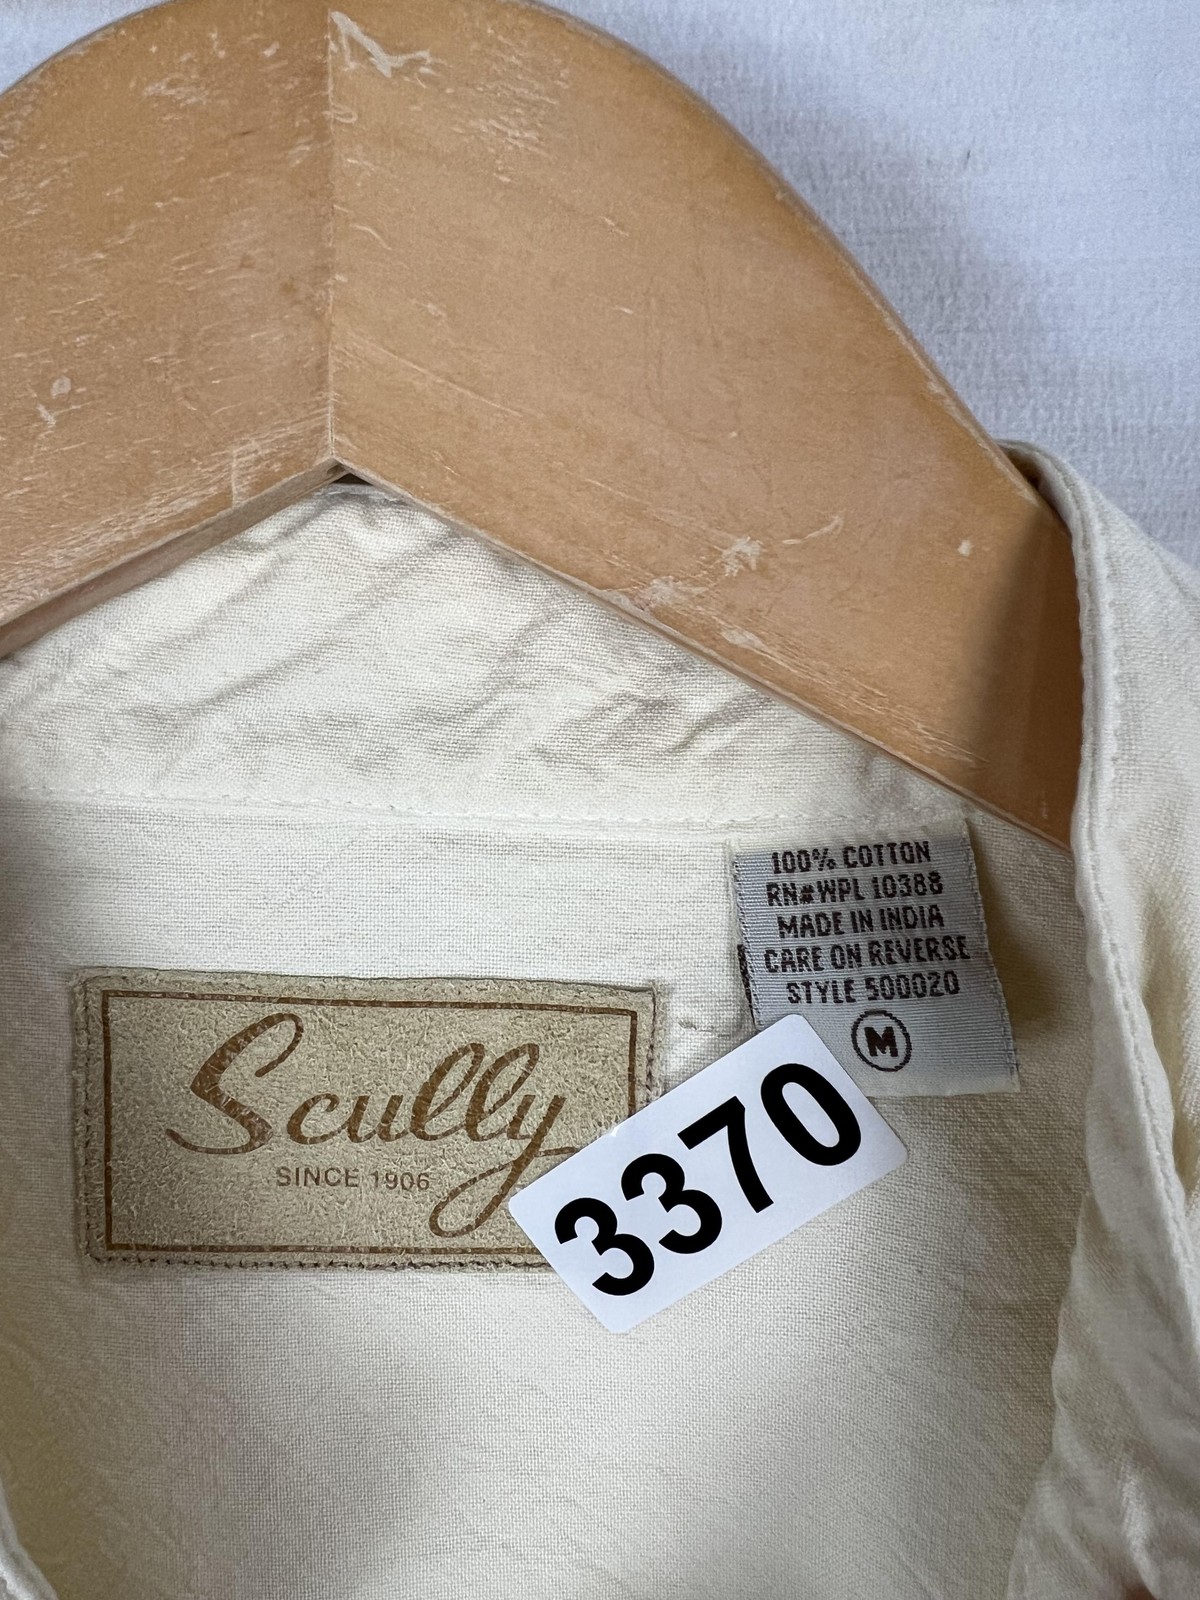 100% COTTON
RN#WPL 10388
MADE IN INDIA
CARE ON REVERSE
STYLE 500020
M
Scully
SINCE 1906
3370